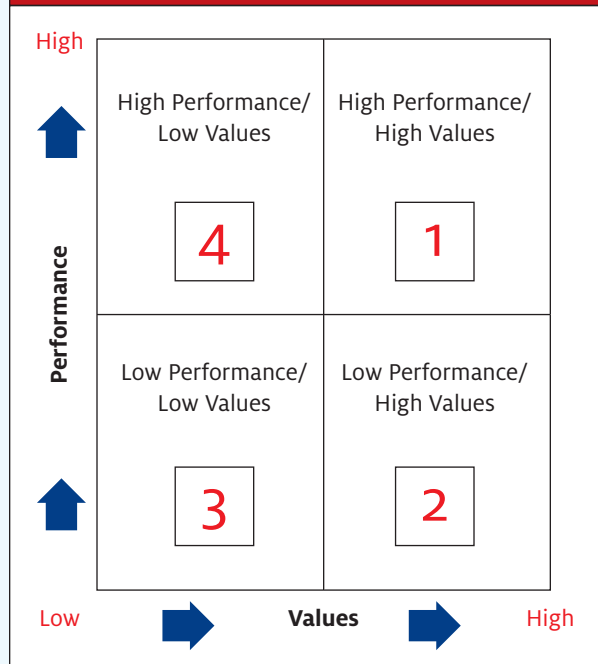 High
High Performance/
Low Values
High Performance/
High Values
4
1
Performance
Low Performance/
Low Values
Low Performance/
High Values
3
2
Low
Values
High